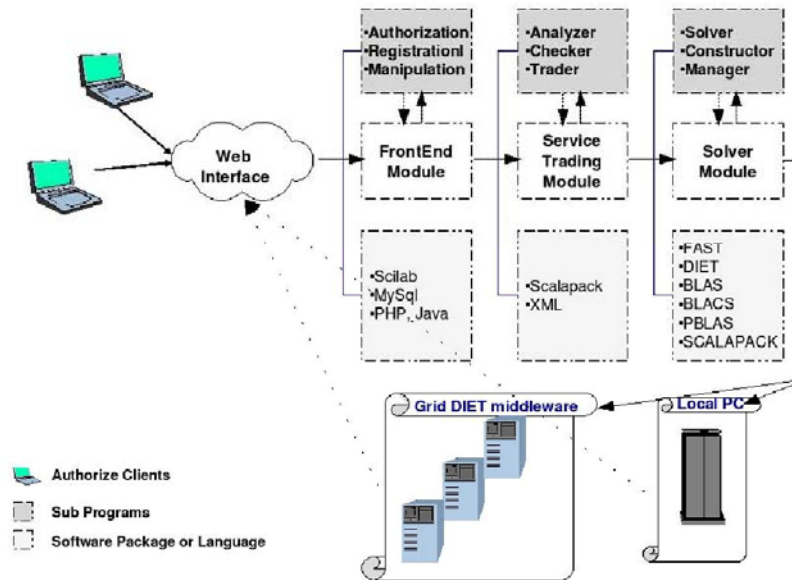 •Authorization
•RegistrationI
•Manipulation
•Analyzer
•Checker
•Trader
•Solver
•Constructor
•Manager
Web
Interface
FrontEnd
Module
Service
Trading
Module
Solver
Module
•Scilab
•MySql
•PHP, Java
•Scalapack
•XML
•FAST
•DIET
•BLAS
•BLACS
•PBLAS
•SCALAPACK
Grid DIET middleware
Local PC
Authorize Clients
Sub Programs
Software Package or Language